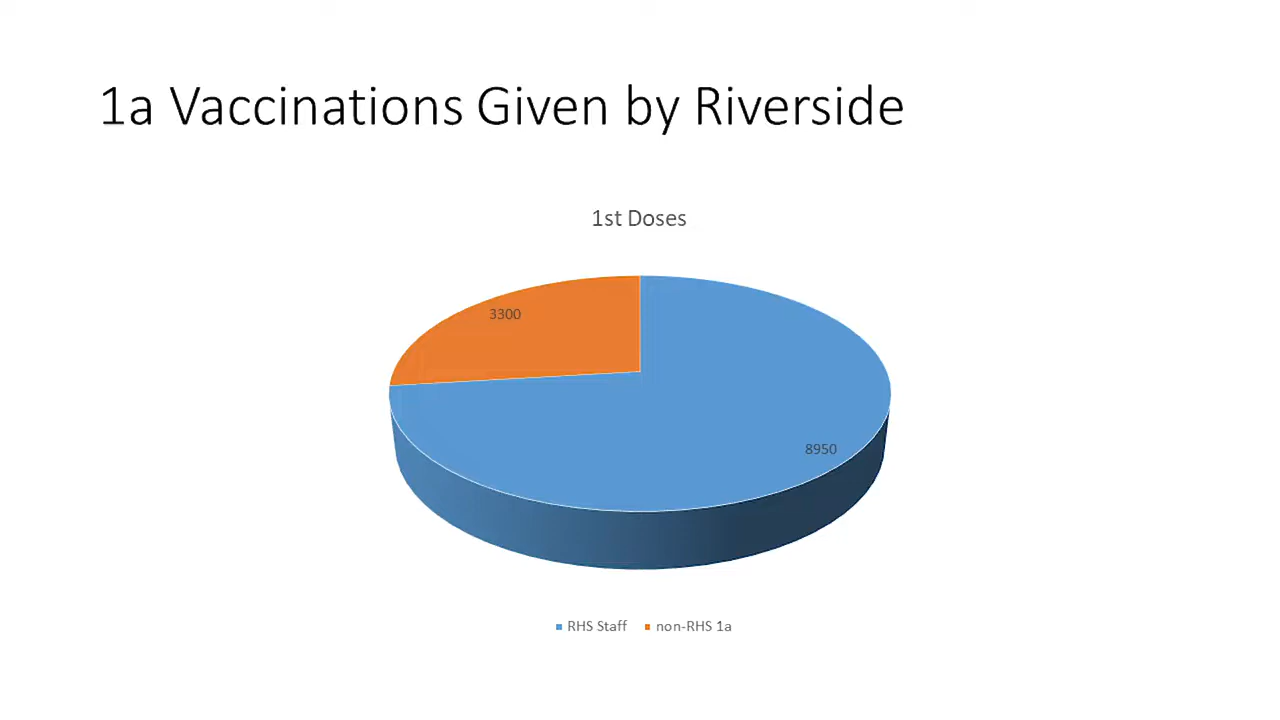 1a Vaccinations Given by Riverside
1st Doses
3300
8950
RHS Staff non-RHS 1a